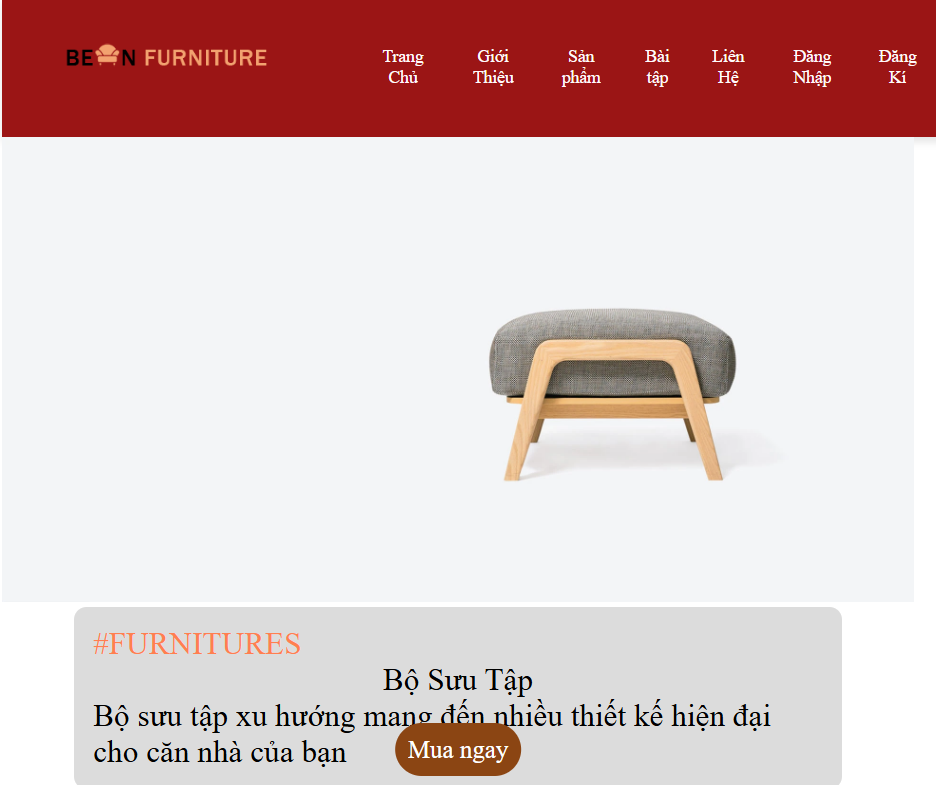 BEAN FURNITURE
Trang Chủ
Giới Thiệu
Sản phẩm
Bài tập
Liên Hệ
Đăng Nhập
Đăng Kí
#FURNITURES
Bộ Sưu Tập
Bộ sưu tập xu hướng mang đến nhiều thiết kế hiện đại
cho căn nhà của bạn
Mua ngay